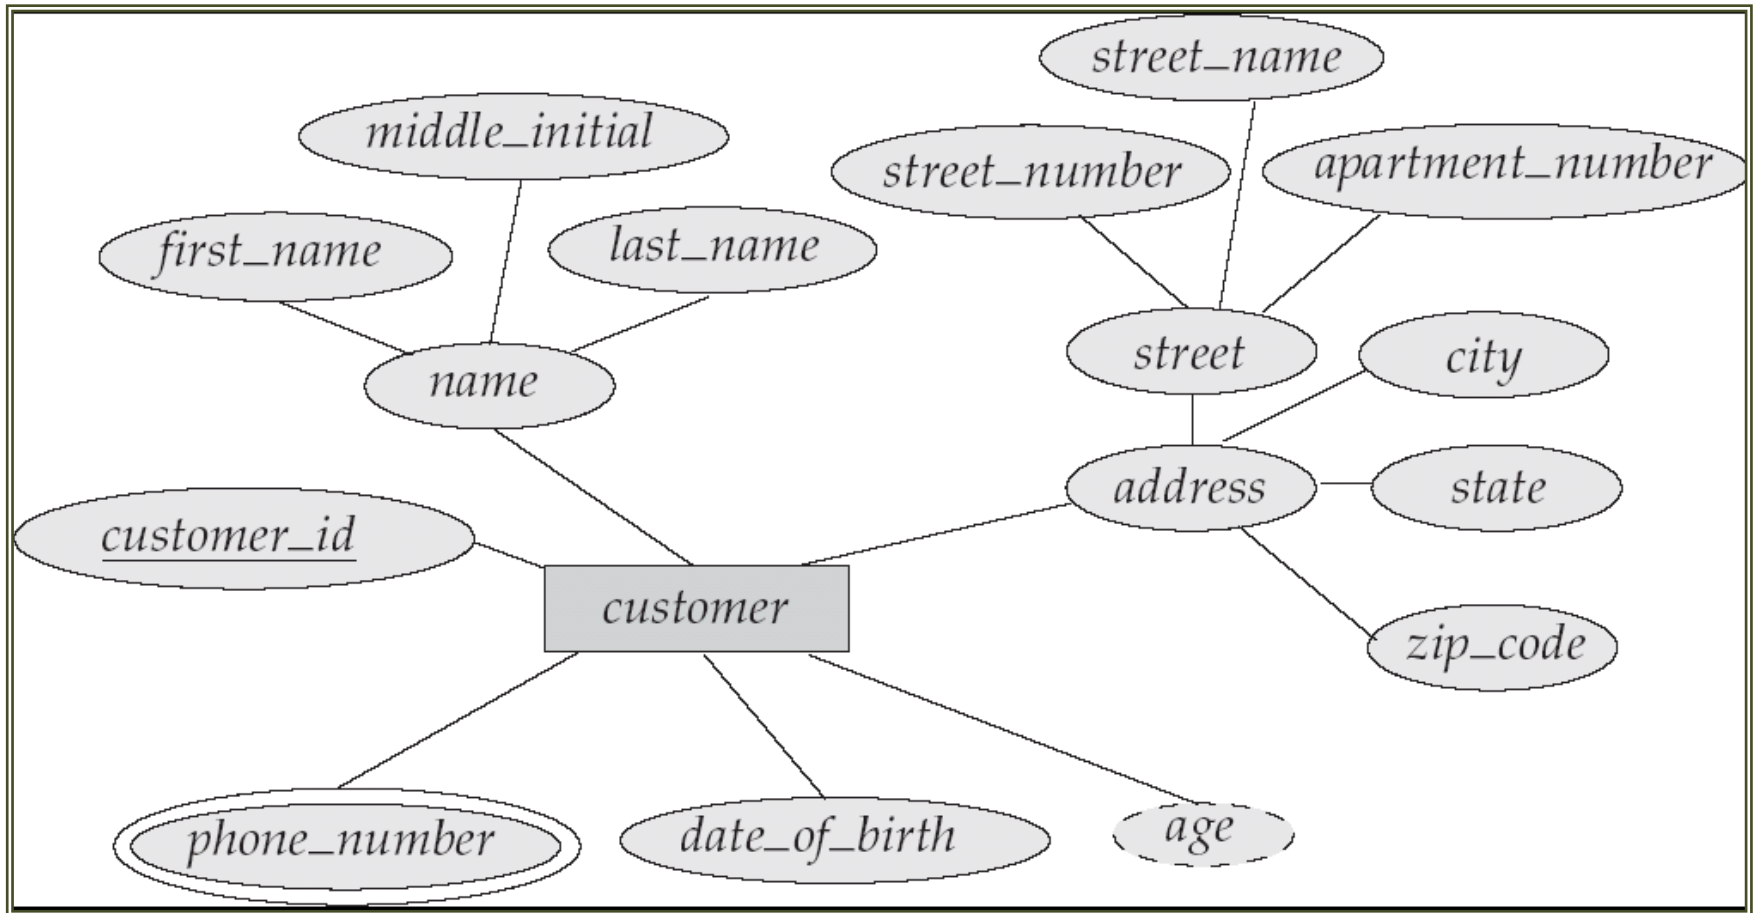 street_name
middle_initial
street_number
apartment_number
first_name
last_name
street
city
name
address
state
customer_id
customer
zip_code
phone_number
date_of_birth
age